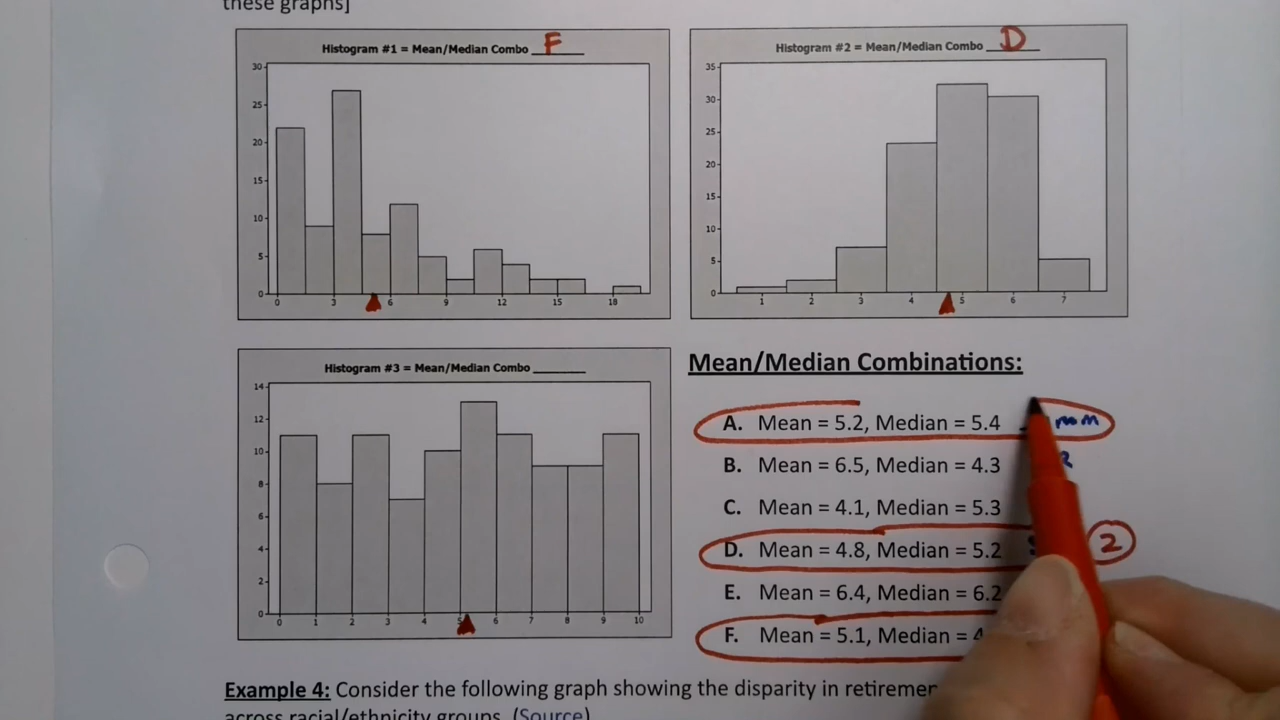 these graphs]
Histogram #1 = Mean/Median Combo F
30
25
20
15
10
5
0
0 3 6 9 12 15 18
Histogram #2 = Mean/Median Combo D
35
30
25
20
15
10
5
0
1 2 3 4 5 6 7
Histogram #3 = Mean/Median Combo ______
14
12
10
8
6
4
2
0
0 1 2 3 4 5 6 7 8 9 10
Mean/Median Combinations:
A. Mean = 5.2, Median = 5.4
B. Mean = 6.5, Median = 4.3
C. Mean = 4.1, Median = 5.3
D. Mean = 4.8, Median = 5.2 2
E. Mean = 6.4, Median = 6.2
F. Mean = 5.1, Median = 4
Example 4: Consider the following graph showing the disparity in
across racial/ethnicity groups. (Source)